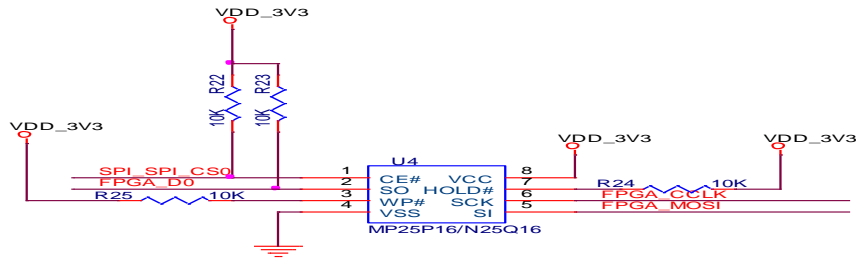 VDD_3V3
R22
R23
10K
10K
VDD_3V3
VDD_3V3
VDD_3V3
U4
SPI_SPI_CS0
1
CE#
VCC
8
FPGA_D0
2
SO
HOLD#
7
R24
10K
R25
10K
3
WP#
SCK
6
FPGA_CCLK
4
VSS
SI
5
FPGA_MOSI
MP25P16/N25Q16